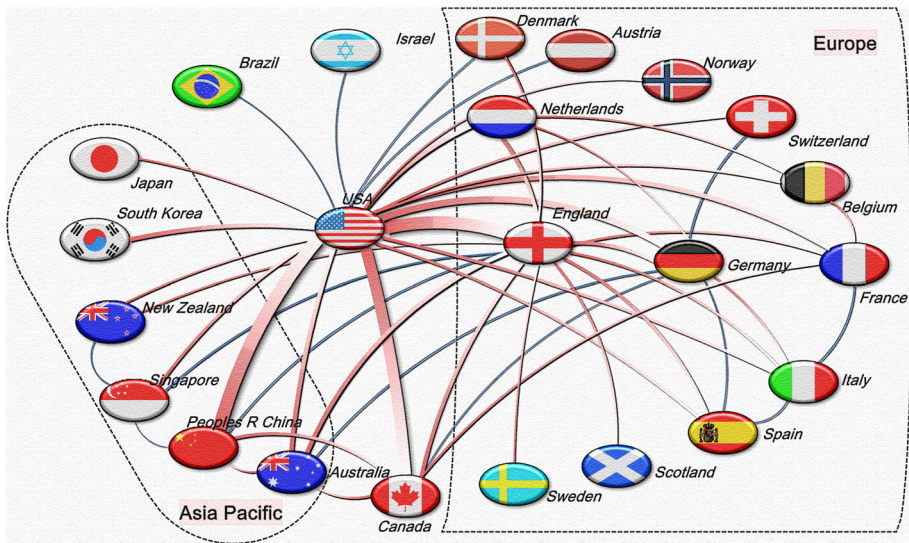 Denmark
Austria
Europe
Israel
Brazil
Norway
Netherlands
Switzerland
Japan
USA
Belgium
South Korea
England
Germany
France
New Zealand
Singapore
Italy
Peoples R China
Spain
Australia
Scotland
Asia Pacific
Sweden
Canada